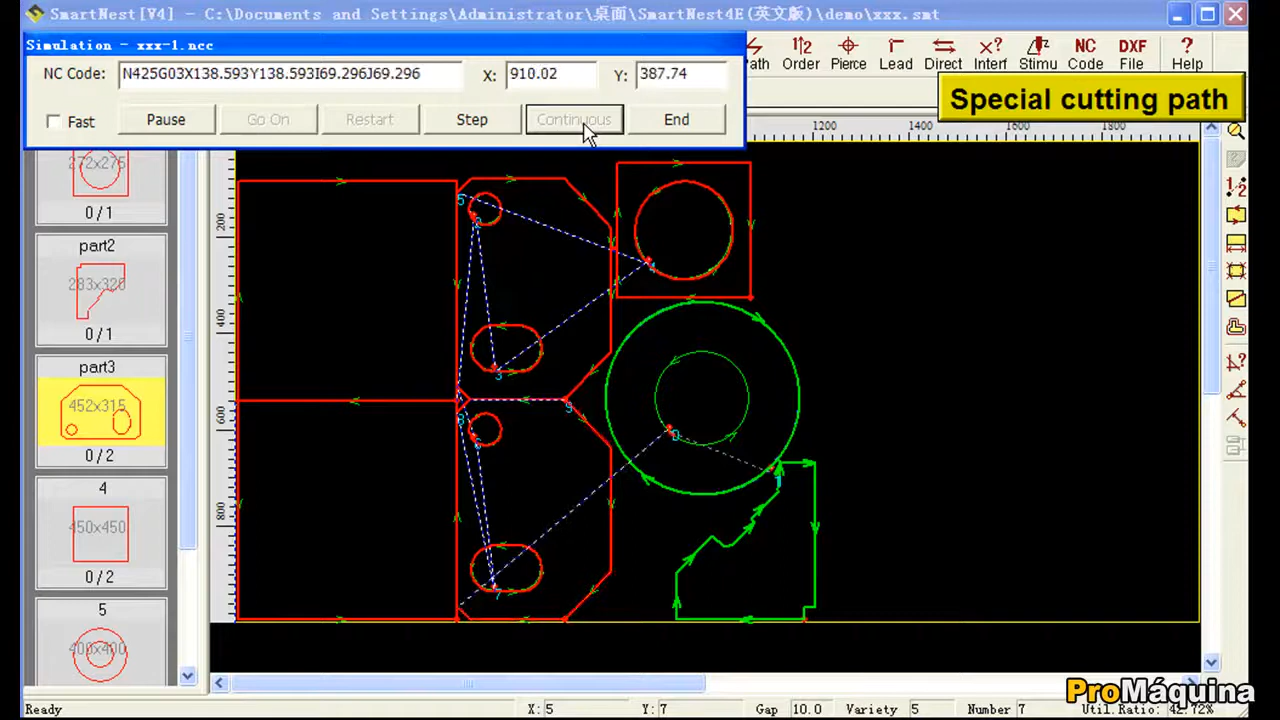 SmartNest[V4] - C:\Documents and Settings\Administrator\桌面\SmartNest4E(英文版)\demo\xxx.smt
Simulation - xxx-1.ncc
NC Code: N425G03X138.593Y138.593I69.296J69.296 X: 910.02 Y: 387.74
Fast Pause Go On Restart Step Continuous End
Path Order Pierce Lead Direct Interf Stimu NC Code DXF File Help
Special cutting path
1200 1400 1600 1800
200
400
600
800
272x275
0/1
part2
283x320
0/1
part3
452x315
0/2
4
450x450
0/2
5
400x400
Ready X:5 Y:7 Gap 10.0 Variety 5 Number 7 Util.Ratio: 42.72%
ProMáquina